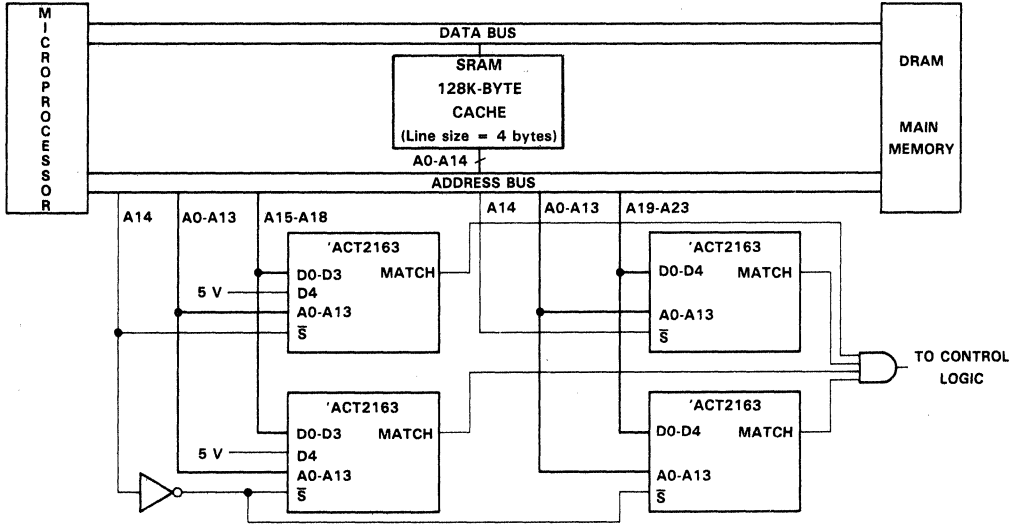 MICROPROCESSOR
DATA BUS
SRAM
128K-BYTE
CACHE
(Line size = 4 bytes)
DRAM
MAIN
MEMORY
A0-A14
ADDRESS BUS
A14
A0-A13
A15-A18
A14
A0-A13
A19-A23
'ACT2163
D0-D3
MATCH
5 V
D4
A0-A13
S̅
'ACT2163
D0-D4
MATCH
A0-A13
S̅
TO CONTROL
LOGIC
'ACT2163
D0-D3
MATCH
5 V
D4
A0-A13
S̅
'ACT2163
D0-D4
MATCH
A0-A13
S̅